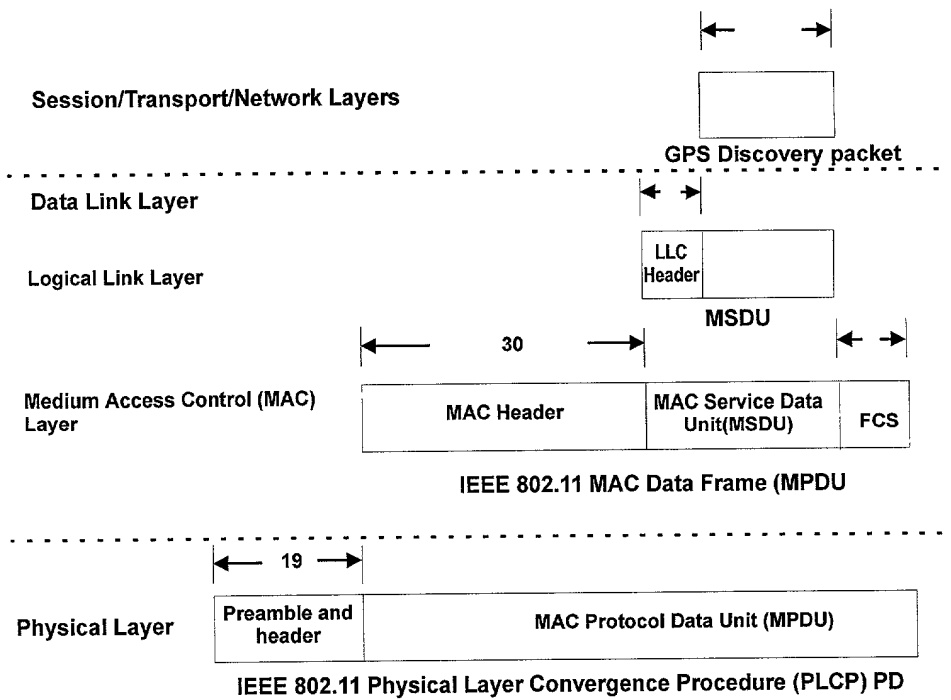 Session/Transport/Network Layers
GPS Discovery packet
Data Link Layer
Logical Link Layer
LLC
Header
MSDU
30
Medium Access Control (MAC)
Layer
MAC Header
MAC Service Data
Unit(MSDU)
FCS
IEEE 802.11 MAC Data Frame (MPDU
19
Physical Layer
Preamble and
header
MAC Protocol Data Unit (MPDU)
IEEE 802.11 Physical Layer Convergence Procedure (PLCP) PD